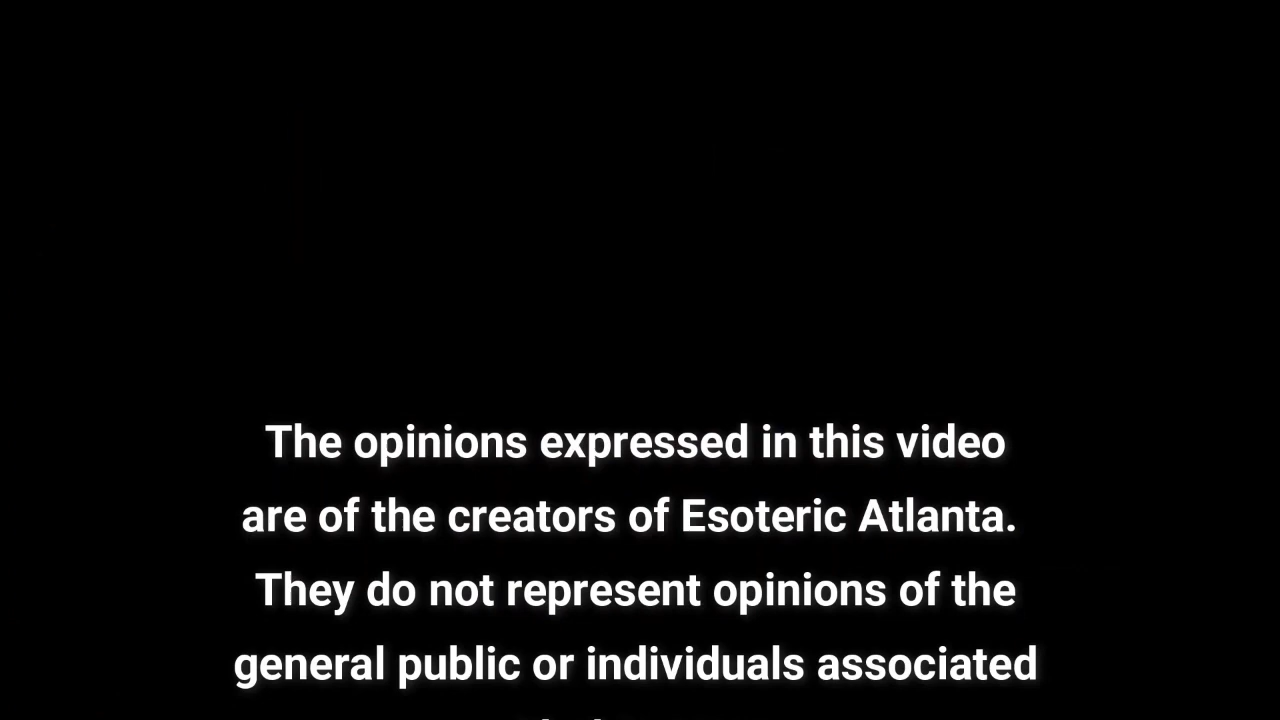 The opinions expressed in this video
are of the creators of Esoteric Atlanta.
They do not represent opinions of the
general public or individuals associated